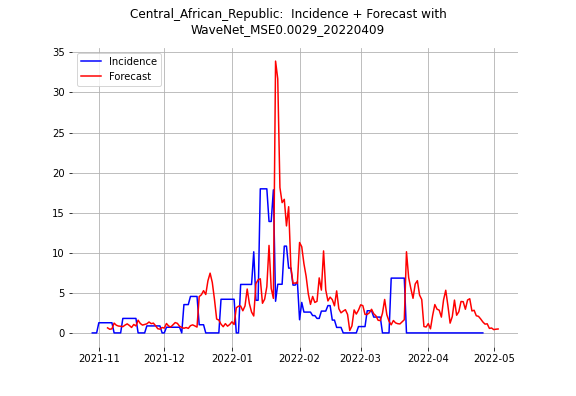 Central_African_Republic:  Incidence + Forecast with
WaveNet_MSE0.0029_20220409
Incidence
Forecast
35
30
25
20
15
10
5
0
2021-11 2021-12 2022-01 2022-02 2022-03 2022-04 2022-05